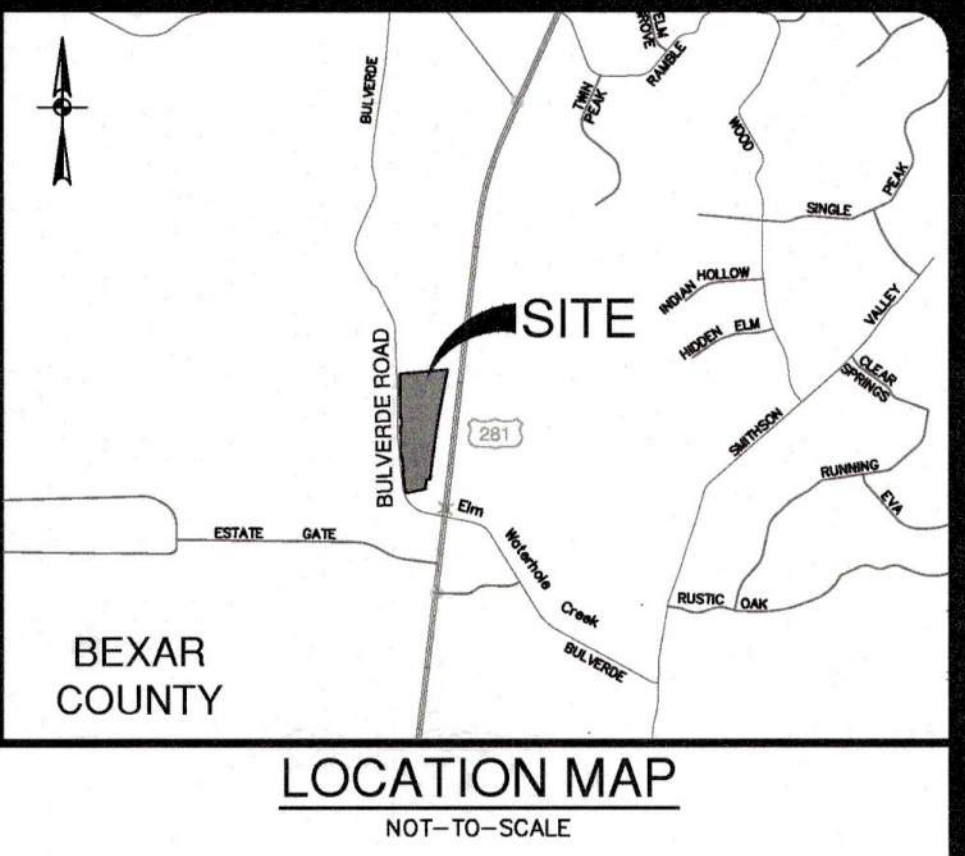 ELM
GROVE
RAMBLE
TWIN
PEAK
BULVERDE
WOOD
SINGLE PEAK
INDIAN HOLLOW
HIDDEN ELM
VALLEY
SITE
BULVERDE ROAD
281
CLEAR
SPRINGS
SMITHSON
RUNNING
EVA
Elm
Waterhole
Creek
ESTATE GATE
RUSTIC OAK
BULVERDE
BEXAR
COUNTY
LOCATION MAP
NOT-TO-SCALE